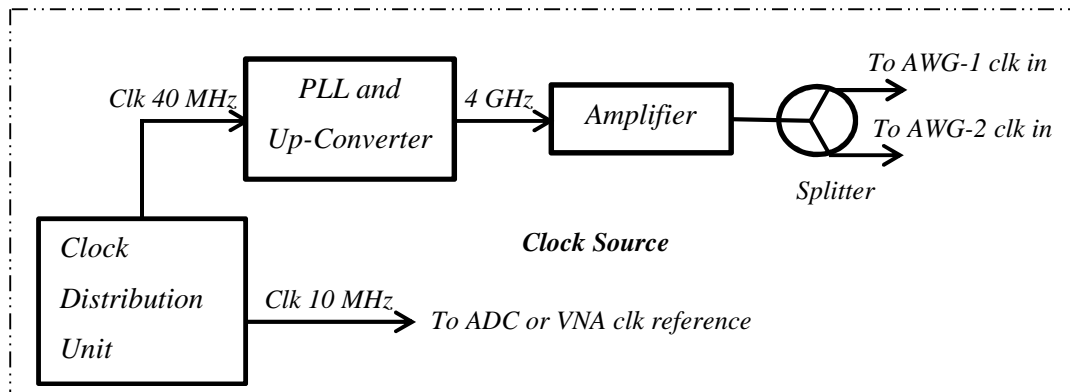 To AWG-1 clk in
PLL and
Up-Converter
Clk 40 MHz
4 GHz
Amplifier
To AWG-2 clk in
Splitter
Clock Source
Clock
Distribution
Unit
Clk 10 MHz
To ADC or VNA clk reference